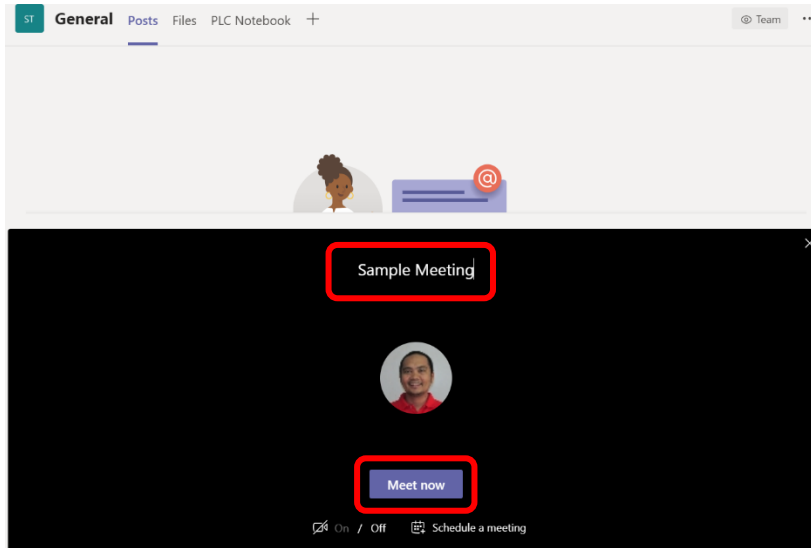 ST General Posts Files PLC Notebook + Team ...
@
Sample Meeting
Meet now
On / Off Schedule a meeting